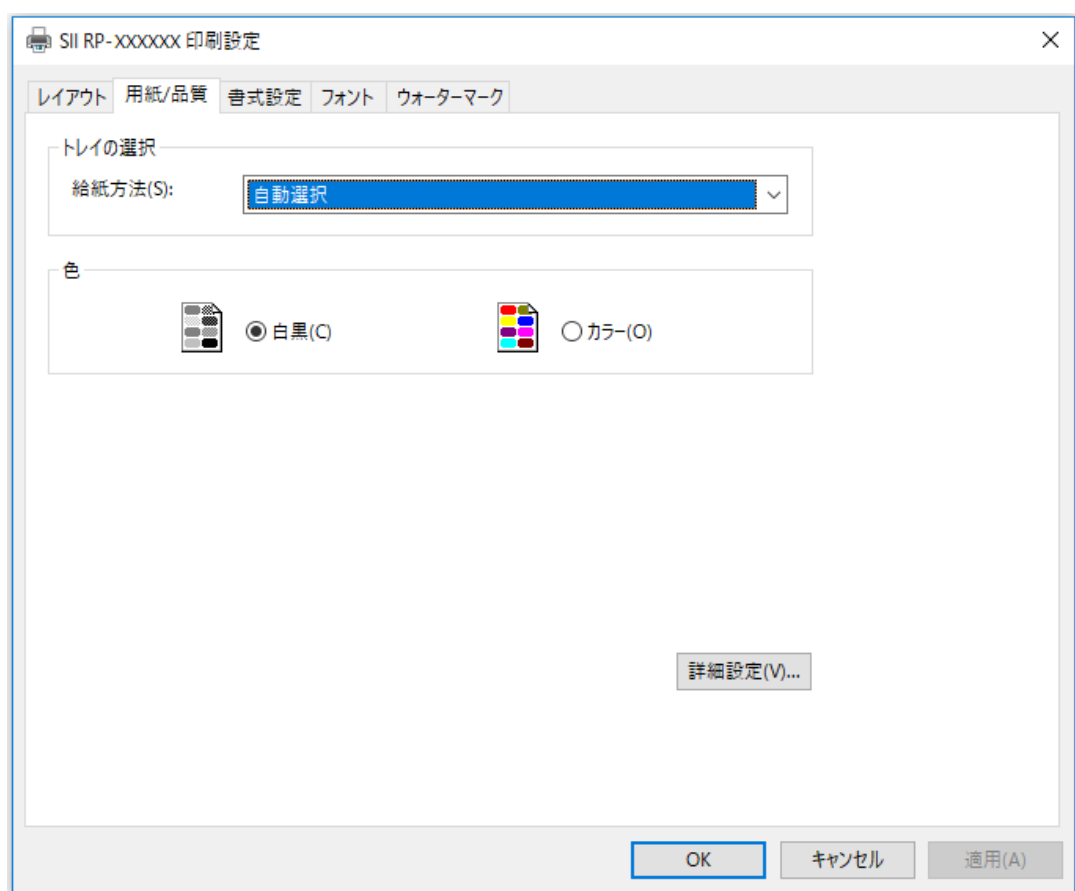 SII RP-XXXXXX 印刷設定
レイアウト 用紙/品質 書式設定 フォント ウォーターマーク
トレイの選択
給紙方法(S): 自動選択
色
白黒(C) カラー(O)
詳細設定(V)...
OK キャンセル 適用(A)